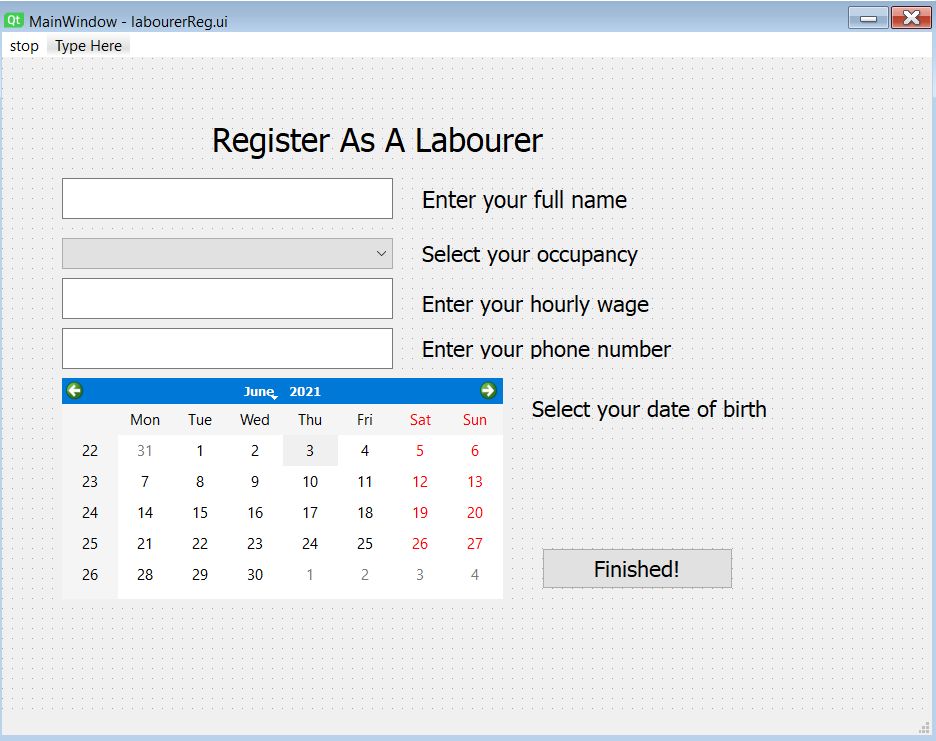 Qt MainWindow - labourerReg.ui
stop Type Here
Register As A Labourer
Enter your full name
Select your occupancy
Enter your hourly wage
Enter your phone number
June 2021
Select your date of birth
Mon Tue Wed Thu Fri Sat Sun
22 31 1 2 3 4 5 6
23 7 8 9 10 11 12 13
24 14 15 16 17 18 19 20
25 21 22 23 24 25 26 27
26 28 29 30 1 2 3 4
Finished!